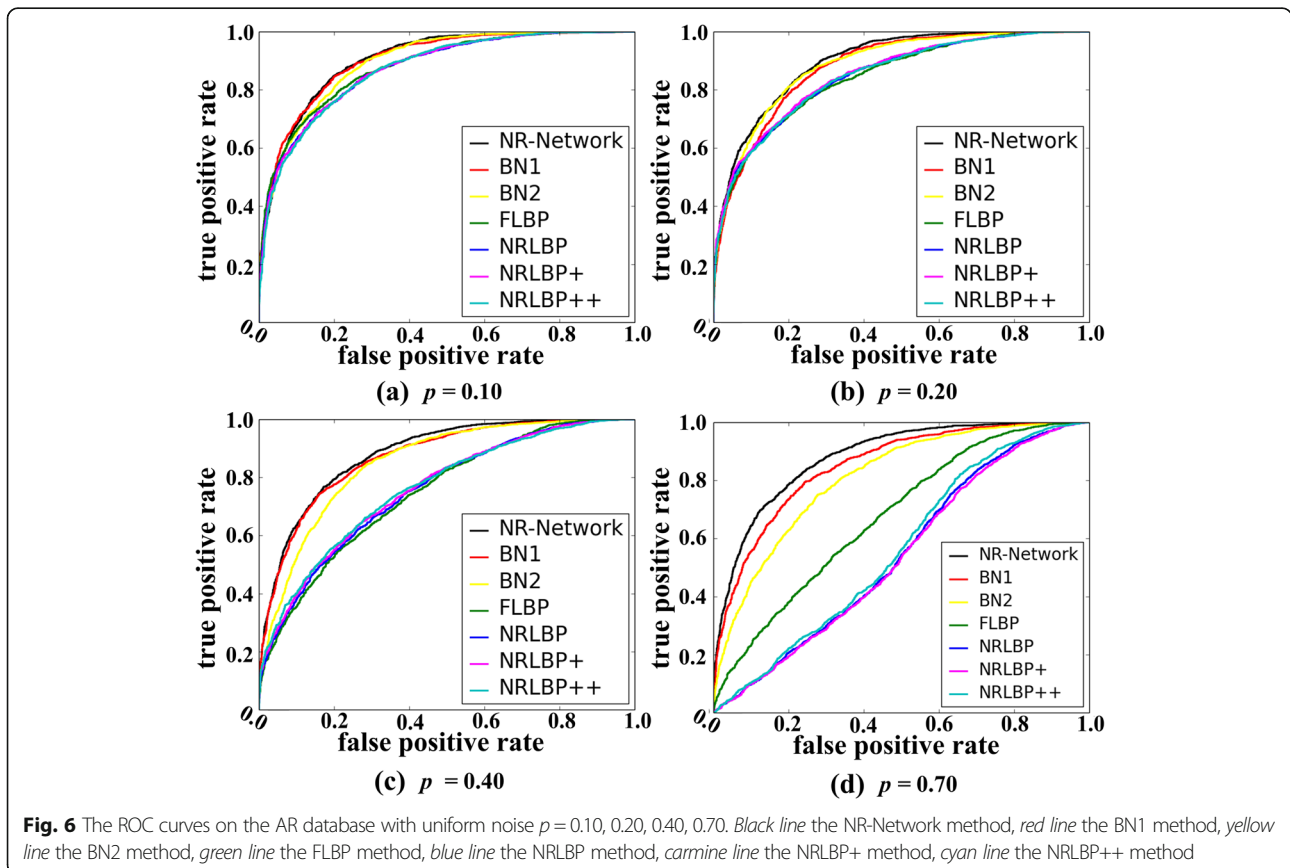 1.0
0.8
0.6
0.4
0.2
0.0
true positive rate
NR-Network
BN1
BN2
FLBP
NRLBP
NRLBP+
NRLBP++
0.2 0.4 0.6 0.8 1.0
false positive rate
(a) p = 0.10
1.0
0.8
0.6
0.4
0.2
0.0
true positive rate
NR-Network
BN1
BN2
FLBP
NRLBP
NRLBP+
NRLBP++
0.2 0.4 0.6 0.8 1.0
false positive rate
(b) p = 0.20
1.0
0.8
0.6
0.4
0.2
0.0
true positive rate
NR-Network
BN1
BN2
FLBP
NRLBP
NRLBP+
NRLBP++
0.2 0.4 0.6 0.8 1.0
false positive rate
(c) p = 0.40
1.0
0.8
0.6
0.4
0.2
0.0
true positive rate
NR-Network
BN1
BN2
FLBP
NRLBP
NRLBP+
NRLBP++
0.2 0.4 0.6 0.8 1.0
false positive rate
(d) p = 0.70
Fig. 6 The ROC curves on the AR database with uniform noise p = 0.10, 0.20, 0.40, 0.70. Black line the NR-Network method, red line the BN1 method, yellow
line the BN2 method, green line the FLBP method, blue line the NRLBP method, carmine line the NRLBP+ method, cyan line the NRLBP++ method